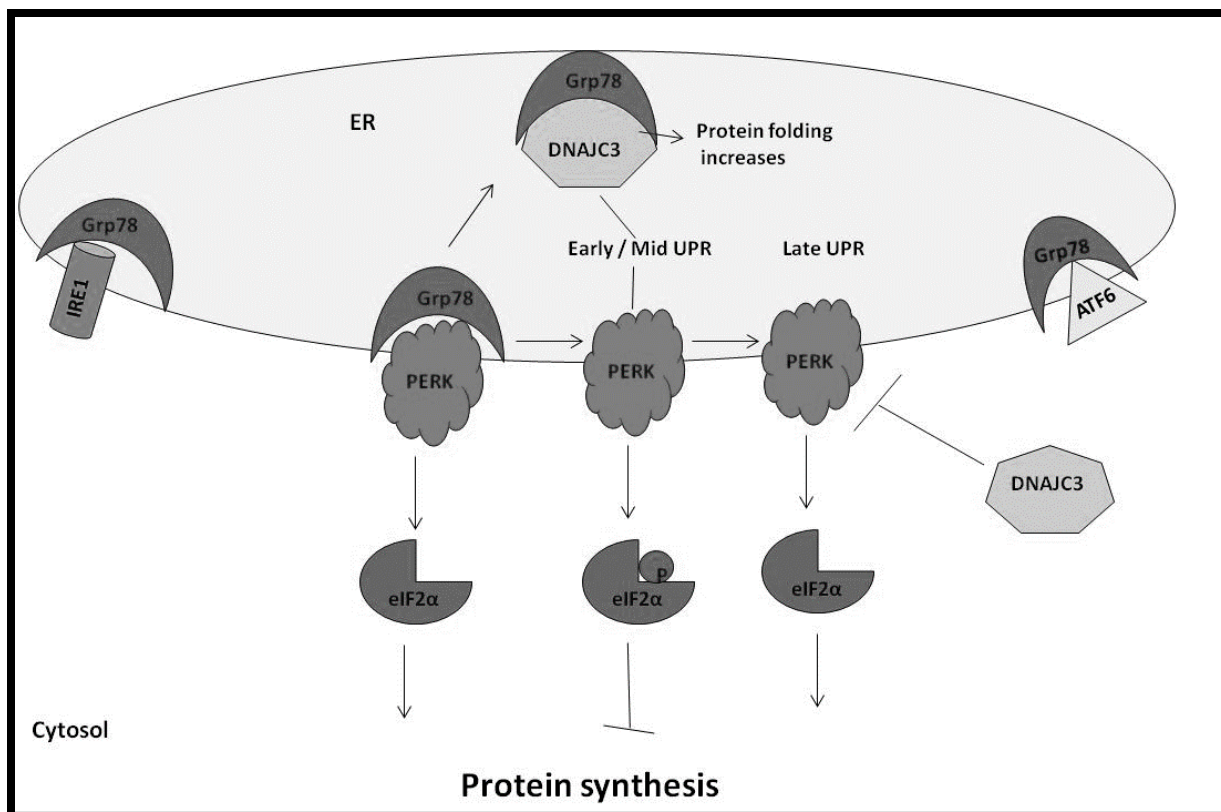 Grp78
ER
DNAJC3
Protein folding
increases
Grp78
IRE1
Early / Mid UPR
Late UPR
Grp78
ATF6
Grp78
PERK
PERK
PERK
DNAJC3
eIF2α
P
eIF2α
eIF2α
Cytosol
Protein synthesis